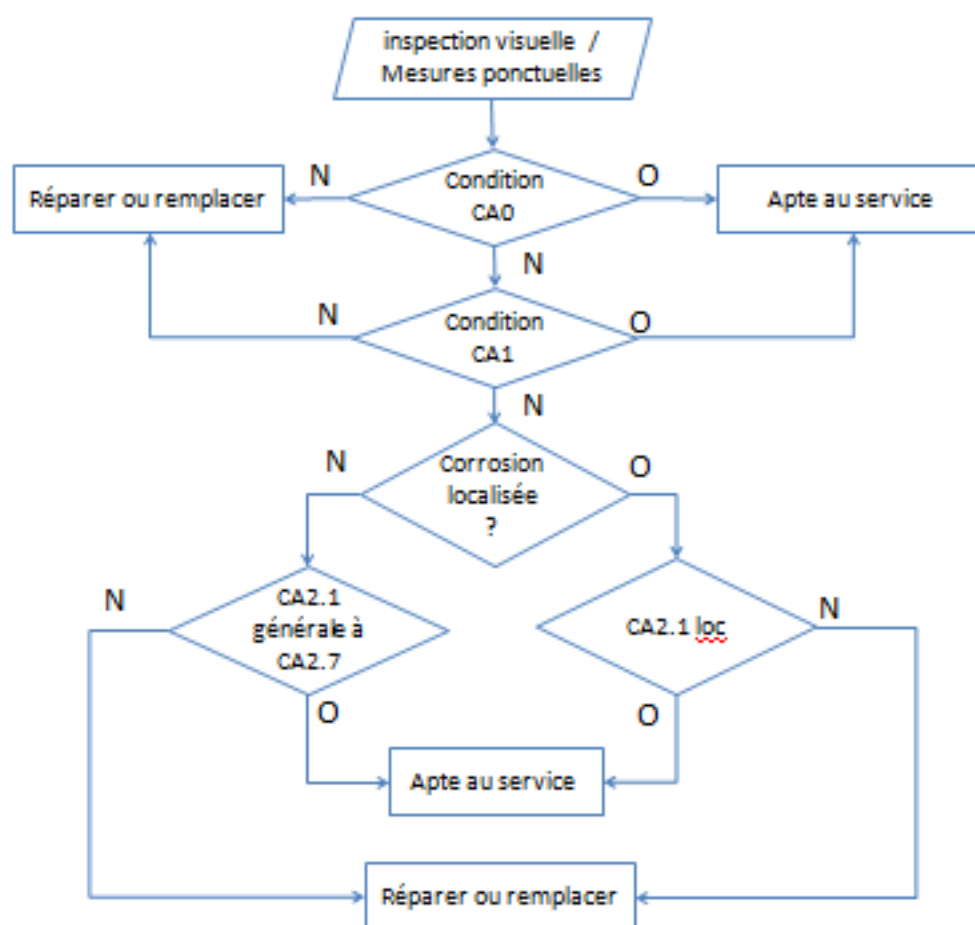 inspection visuelle /
Mesures ponctuelles
N
O
Réparer ou remplacer
Condition
CA0
Apte au service
N
N
O
Condition
CA1
N
N
O
Corrosion
localisée
?
N
CA2.1
générale à
CA2.7
CA2.1 loc
N
O
O
Apte au service
Réparer ou remplacer